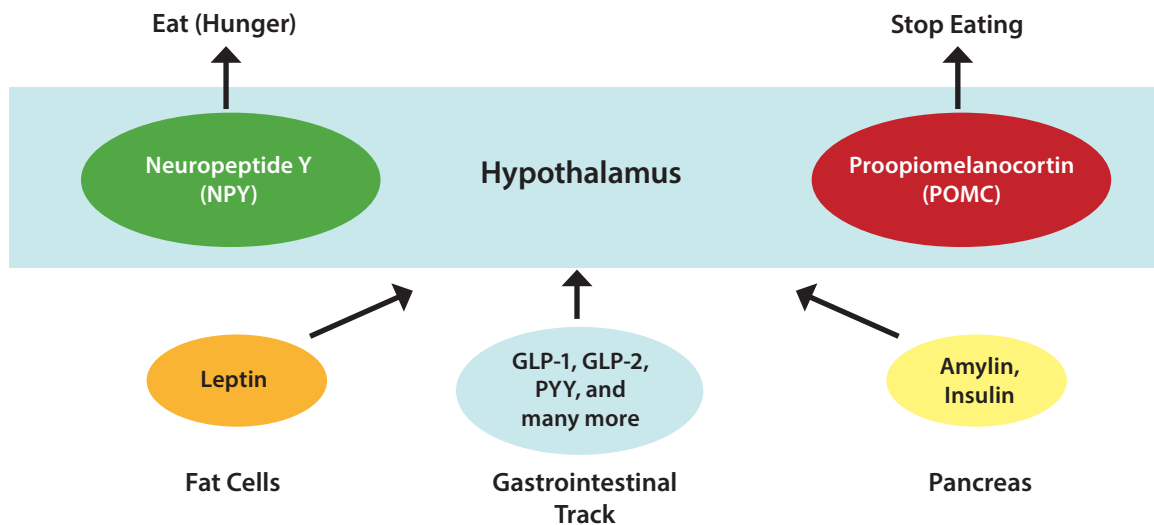 Eat (Hunger)
Stop Eating
Neuropeptide Y
(NPY)
Hypothalamus
Proopiomelanocortin
(POMC)
Leptin
GLP-1, GLP-2,
PYY, and
many more
Amylin,
Insulin
Fat Cells
Gastrointestinal
Track
Pancreas